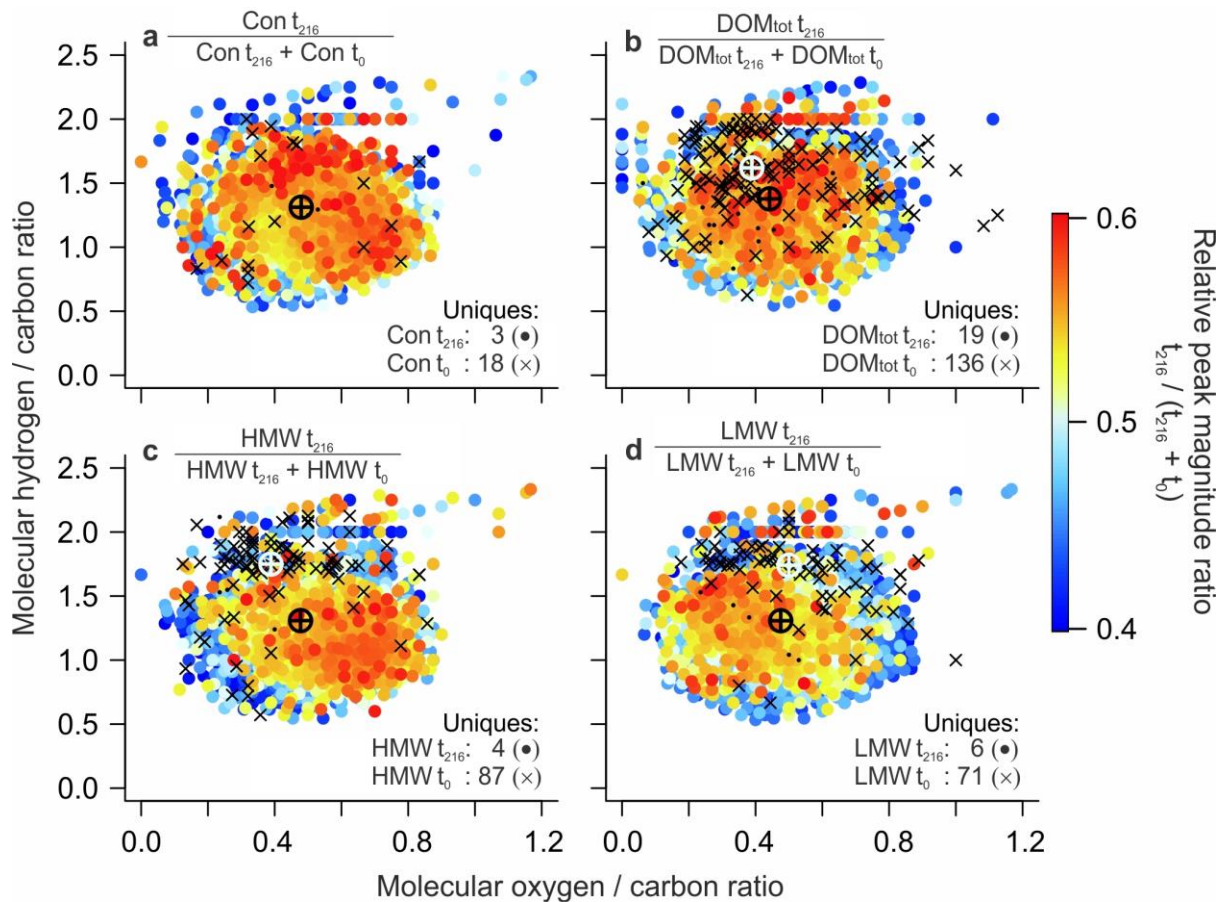 a Con t₂₁₆
Con t₂₁₆ + Con t₀
b DOMtot t₂₁₆
DOMtot t₂₁₆ + DOMtot t₀
2.5
2.0
1.5
1.0
0.5
0.0
Uniques:
Con t₂₁₆: 3 (●)
Con t₀ : 18 (×)
Uniques:
DOMtot t₂₁₆: 19 (●)
DOMtot t₀ : 136 (×)
c HMW t₂₁₆
HMW t₂₁₆ + HMW t₀
d LMW t₂₁₆
LMW t₂₁₆ + LMW t₀
2.5
2.0
1.5
1.0
0.5
0.0
Uniques:
HMW t₂₁₆: 4 (●)
HMW t₀ : 87 (×)
Uniques:
LMW t₂₁₆: 6 (●)
LMW t₀ : 71 (×)
0.0 0.4 0.8 1.2
0.0 0.4 0.8 1.2
Molecular oxygen / carbon ratio
Molecular hydrogen / carbon ratio
0.6
0.5
0.4
Relative peak magnitude ratio
t₂₁₆ / (t₂₁₆ + t₀)